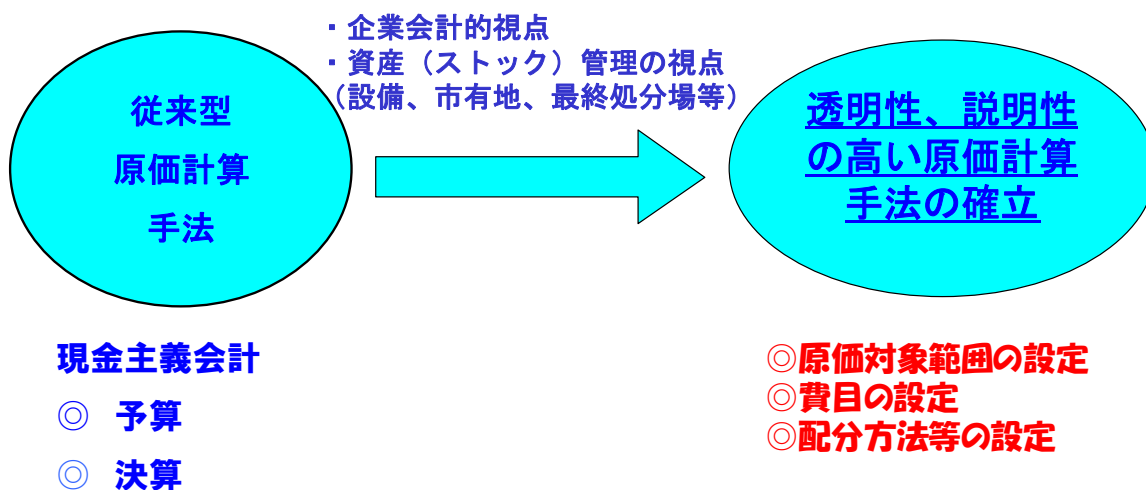 ・企業会計的視点
・資産（ストック）管理の視点
（設備、市有地、最終処分場等）
従来型
原価計算
手法
透明性、説明性
の高い原価計算
手法の確立
現金主義会計
◎ 予算
◎ 決算
◎原価対象範囲の設定
◎費目の設定
◎配分方法等の設定